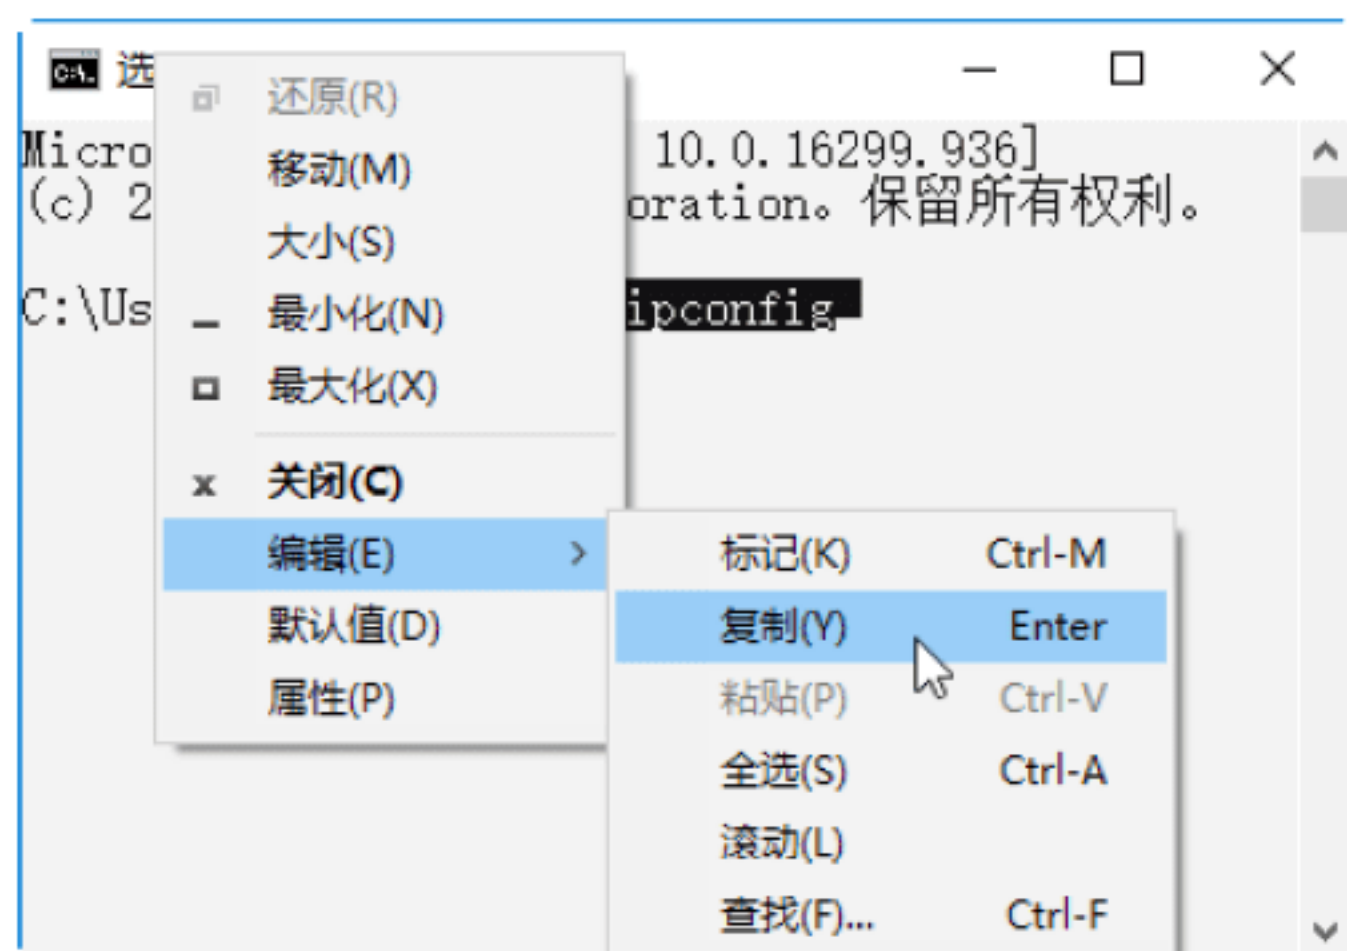 C:\. 选
Micro 10.0.16299.936]
(c) 2 oration。保留所有权利。
C:\Us ipconfig
还原(R)
移动(M)
大小(S)
最小化(N)
最大化(X)
关闭(C)
编辑(E)
默认值(D)
属性(P)
标记(K) Ctrl-M
复制(Y) Enter
粘贴(P) Ctrl-V
全选(S) Ctrl-A
滚动(L)
查找(F)... Ctrl-F